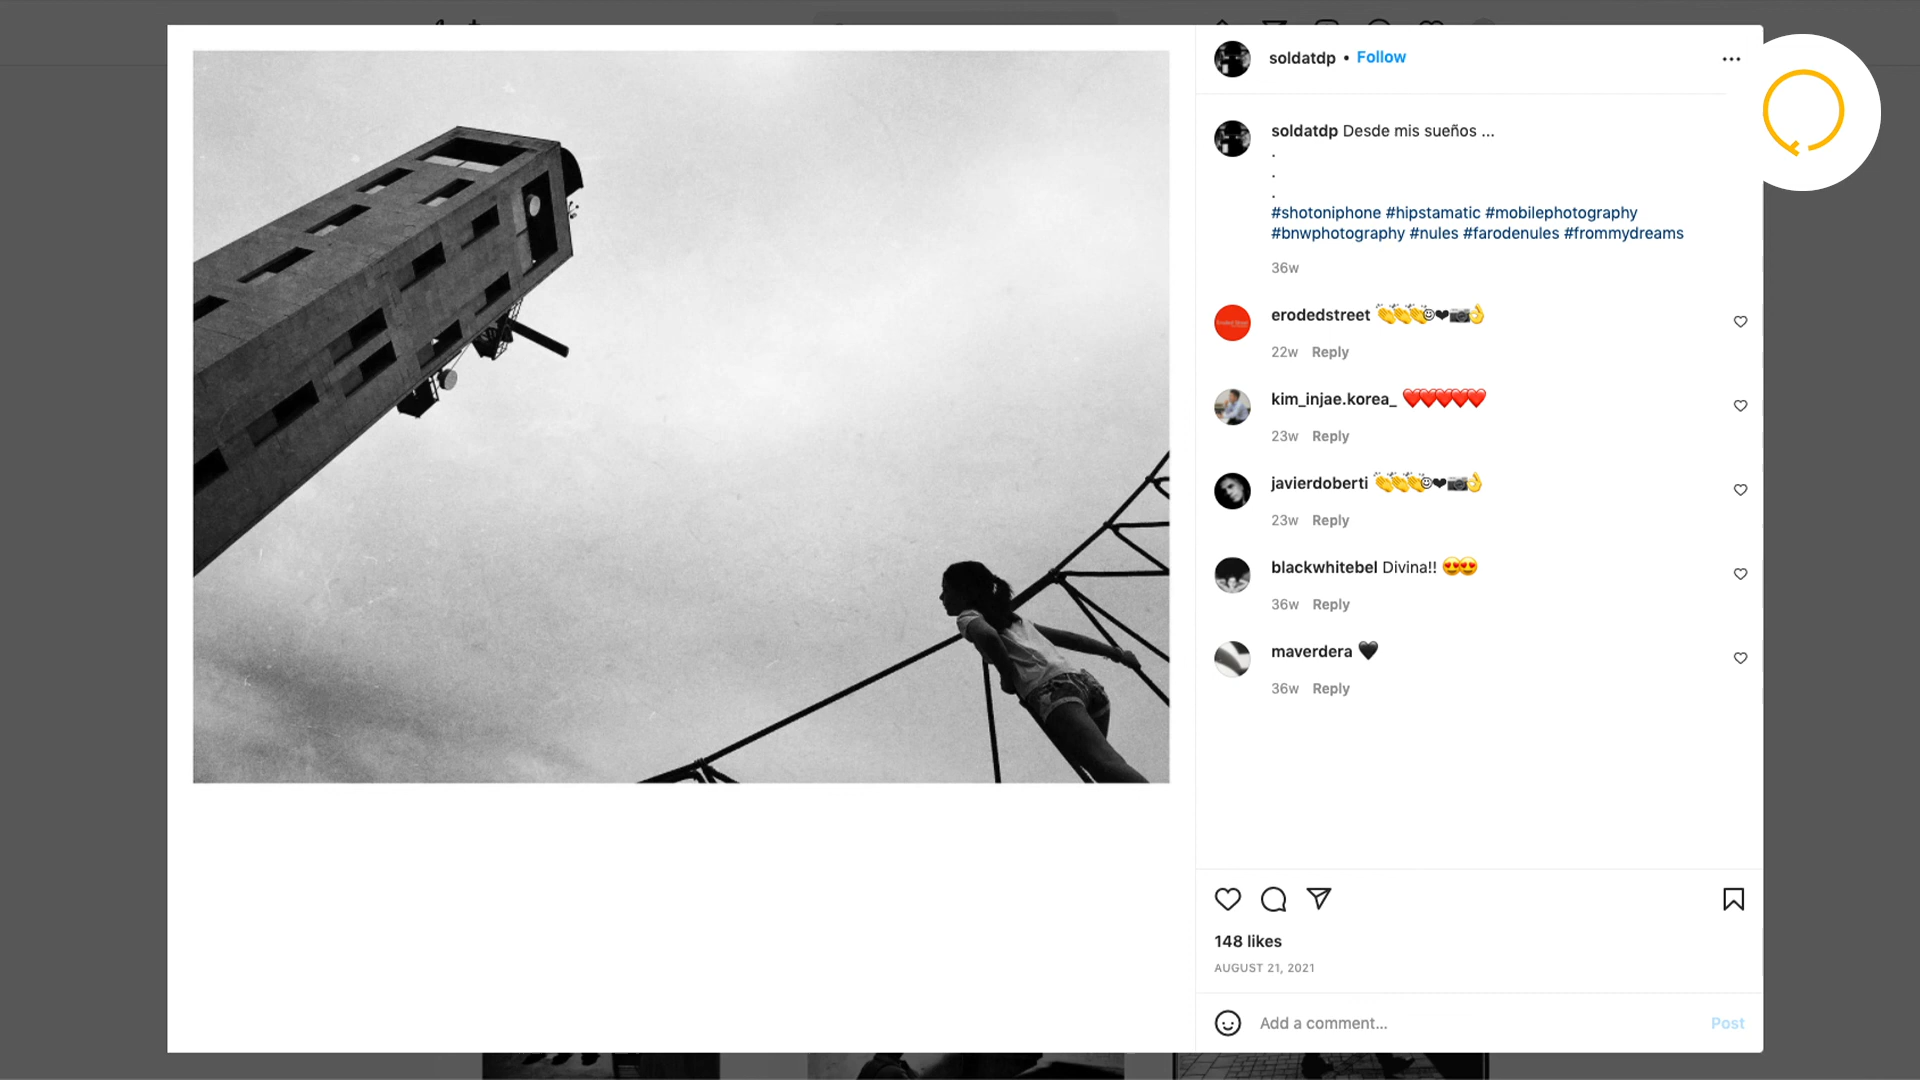 soldatdp • Follow
soldatdp Desde mis sueños ...
.
.
.
#shotoniphone #hipstamatic #mobilephotography
#bnwphotography #nules #farodenules #frommydreams
36w
erodedstreet 👏👏👏😊❤📷👌
22w Reply
kim_injae.korea_ ❤️❤️❤️❤️❤️❤️
23w Reply
javierdoberti 👏👏👏😊❤📷👌
23w Reply
blackwhitebel Divina!! 😍😍
36w Reply
maverdera 🖤
36w Reply
148 likes
AUGUST 21, 2021
Add a comment...
Post